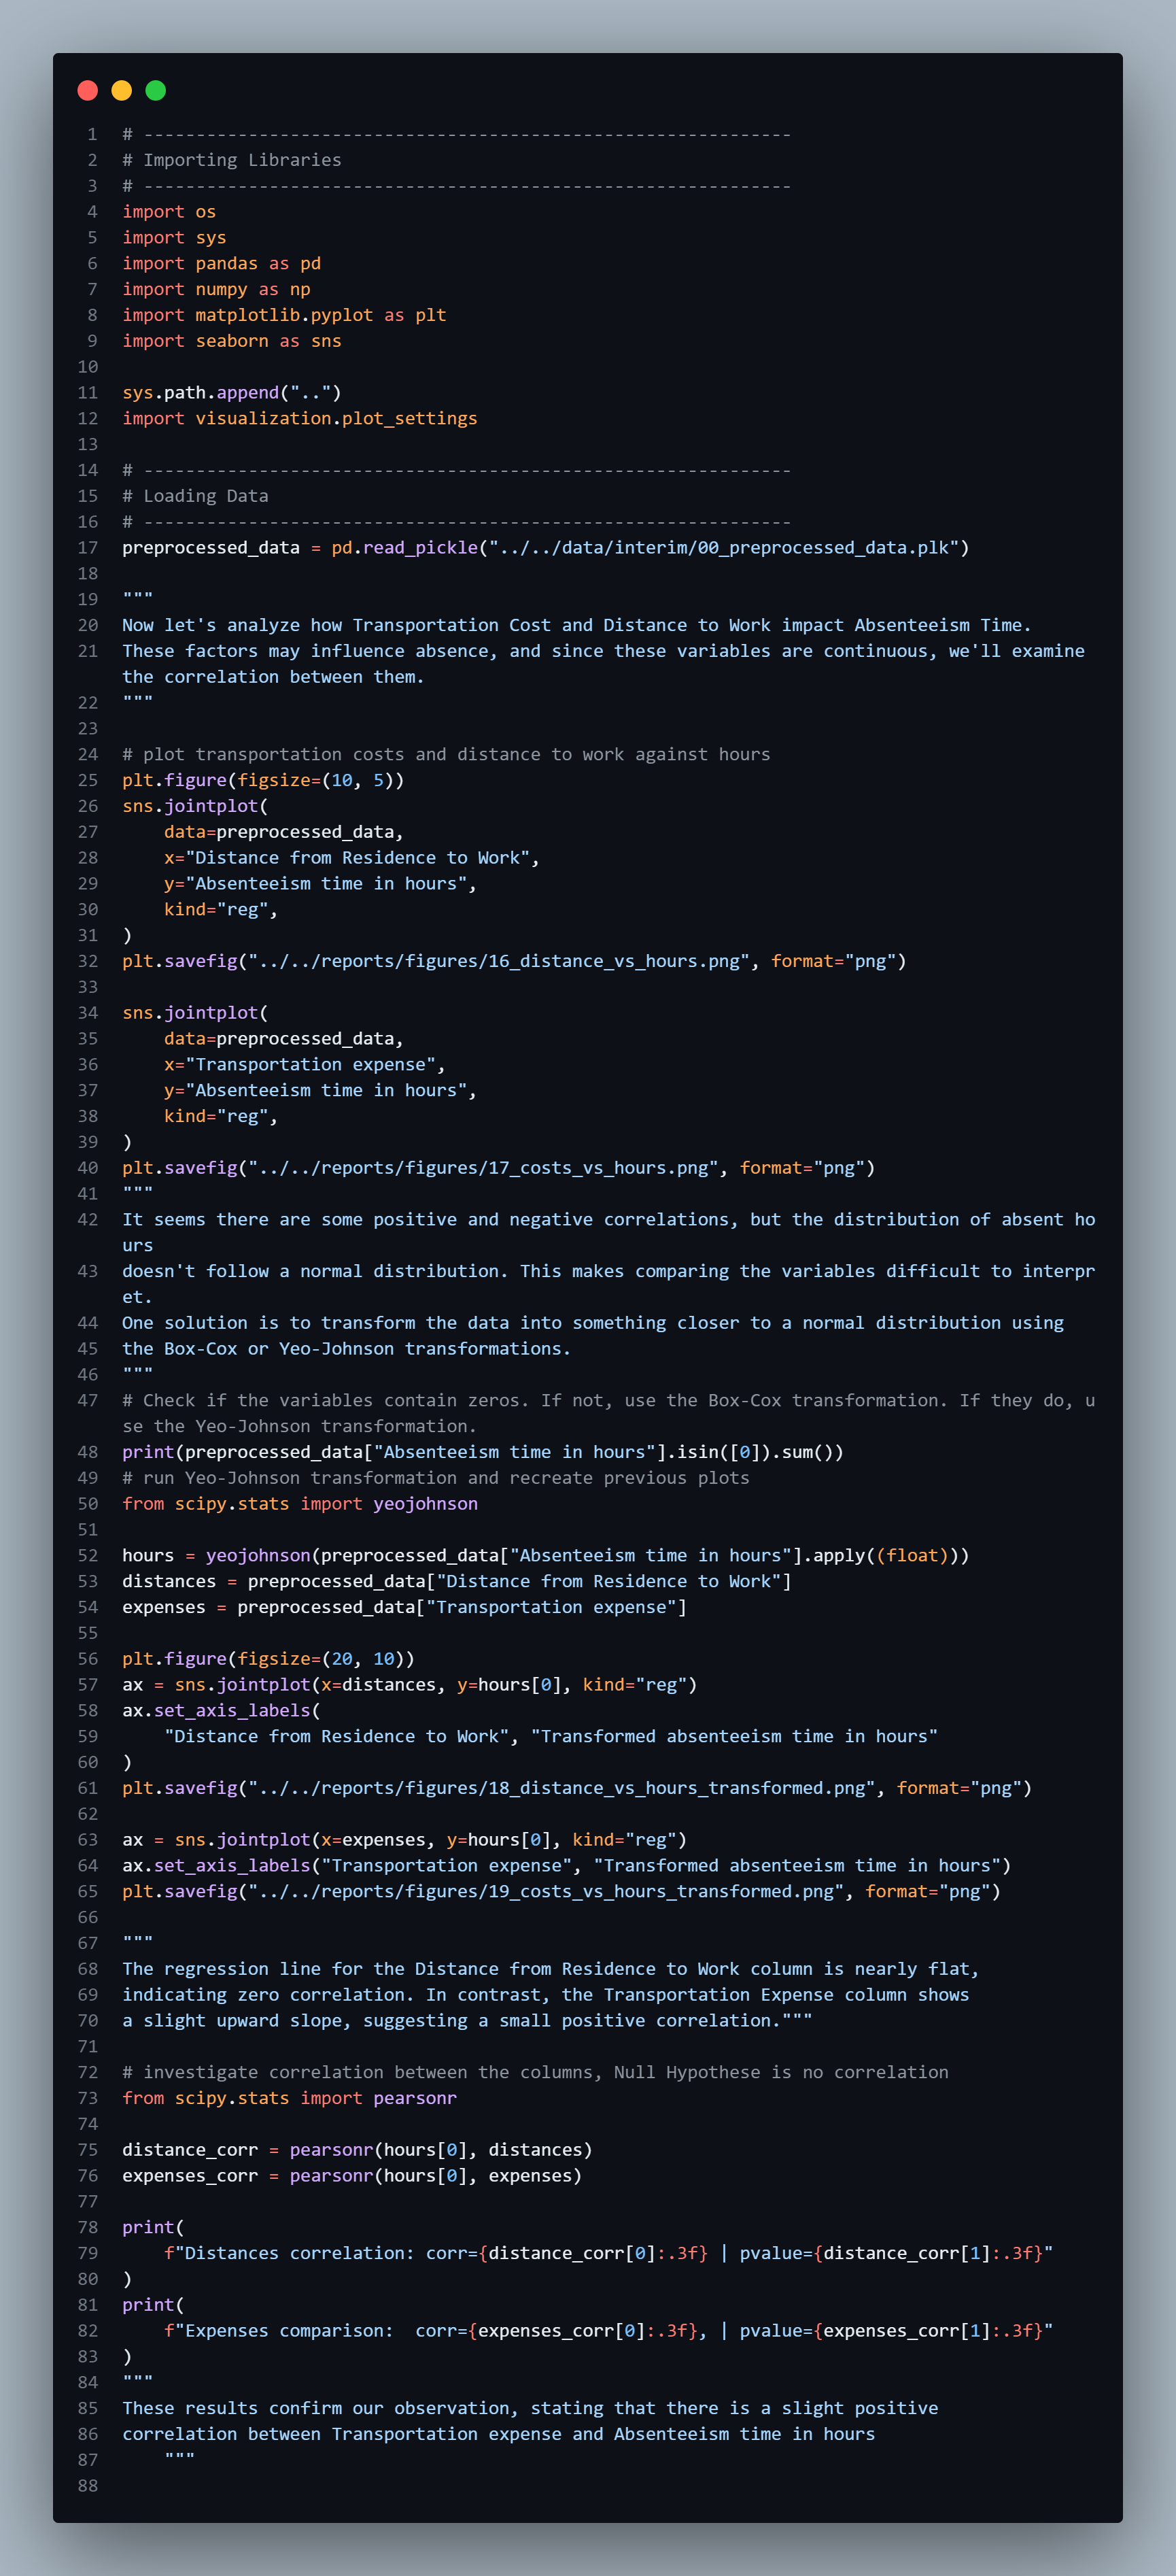 1 # --------------------------------------------------------------
2 # Importing Libraries
3 # --------------------------------------------------------------
4 import os
5 import sys
6 import pandas as pd
7 import numpy as np
8 import matplotlib.pyplot as plt
9 import seaborn as sns
10
11 sys.path.append("..")
12 import visualization.plot_settings
13
14 # --------------------------------------------------------------
15 # Loading Data
16 # --------------------------------------------------------------
17 preprocessed_data = pd.read_pickle("../../data/interim/00_preprocessed_data.plk")
18
19 """
20 Now let's analyze how Transportation Cost and Distance to Work impact Absenteeism Time.
21 These factors may influence absence, and since these variables are continuous, we'll examine
the correlation between them.
22 """
23
24 # plot transportation costs and distance to work against hours
25 plt.figure(figsize=(10, 5))
26 sns.jointplot(
27     data=preprocessed_data,
28     x="Distance from Residence to Work",
29     y="Absenteeism time in hours",
30     kind="reg",
31 )
32 plt.savefig("../../reports/figures/16_distance_vs_hours.png", format="png")
33
34 sns.jointplot(
35     data=preprocessed_data,
36     x="Transportation expense",
37     y="Absenteeism time in hours",
38     kind="reg",
39 )
40 plt.savefig("../../reports/figures/17_costs_vs_hours.png", format="png")
41 """
42 It seems there are some positive and negative correlations, but the distribution of absent ho
urs
43 doesn't follow a normal distribution. This makes comparing the variables difficult to interpr
et.
44 One solution is to transform the data into something closer to a normal distribution using
45 the Box-Cox or Yeo-Johnson transformations.
46 """
47 # Check if the variables contain zeros. If not, use the Box-Cox transformation. If they do, u
se the Yeo-Johnson transformation.
48 print(preprocessed_data["Absenteeism time in hours"].isin([0]).sum())
49 # run Yeo-Johnson transformation and recreate previous plots
50 from scipy.stats import yeojohnson
51
52 hours = yeojohnson(preprocessed_data["Absenteeism time in hours"].apply((float)))
53 distances = preprocessed_data["Distance from Residence to Work"]
54 expenses = preprocessed_data["Transportation expense"]
55
56 plt.figure(figsize=(20, 10))
57 ax = sns.jointplot(x=distances, y=hours[0], kind="reg")
58 ax.set_axis_labels(
59     "Distance from Residence to Work", "Transformed absenteeism time in hours"
60 )
61 plt.savefig("../../reports/figures/18_distance_vs_hours_transformed.png", format="png")
62
63 ax = sns.jointplot(x=expenses, y=hours[0], kind="reg")
64 ax.set_axis_labels("Transportation expense", "Transformed absenteeism time in hours")
65 plt.savefig("../../reports/figures/19_costs_vs_hours_transformed.png", format="png")
66
67 """
68 The regression line for the Distance from Residence to Work column is nearly flat,
69 indicating zero correlation. In contrast, the Transportation Expense column shows
70 a slight upward slope, suggesting a small positive correlation."""
71
72 # investigate correlation between the columns, Null Hypothese is no correlation
73 from scipy.stats import pearsonr
74
75 distance_corr = pearsonr(hours[0], distances)
76 expenses_corr = pearsonr(hours[0], expenses)
77
78 print(
79     f"Distances correlation: corr={distance_corr[0]:.3f} | pvalue={distance_corr[1]:.3f}"
80 )
81 print(
82     f"Expenses comparison:  corr={expenses_corr[0]:.3f}, | pvalue={expenses_corr[1]:.3f}"
83 )
84 """
85 These results confirm our observation, stating that there is a slight positive
86 correlation between Transportation expense and Absenteeism time in hours
87     """
88